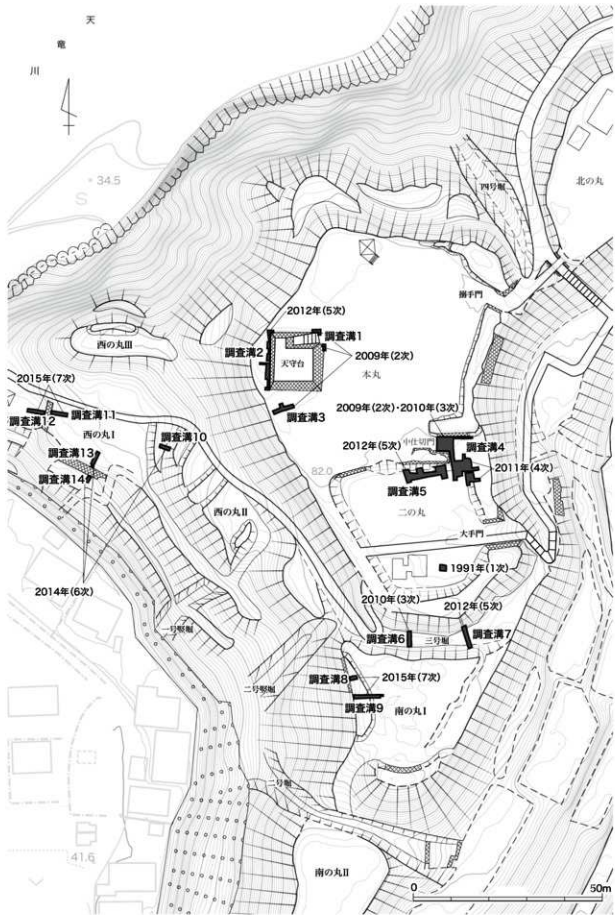 天
竜
川
34.5
北の丸
四号堀
搦手門
2012年(5次)
調査溝1
調査溝2
天守台
2009年(2次)
本丸
西の丸Ⅲ
調査溝3
2015年(7次)
2009年(2次)・2010年(3次)
調査溝11
調査溝12
西の丸Ⅰ
調査溝10
中仕切門
調査溝4
2012年(5次)
調査溝13
82.0
2011年(4次)
調査溝14
調査溝5
西の丸Ⅱ
二の丸
大手門
2014年(6次)
1991年(1次)
2010年(3次)
2012年(5次)
一号竪堀
調査溝6
三号堀
調査溝7
調査溝8
2015年(7次)
二号竪堀
調査溝9
南の丸Ⅰ
二号堀
41.6
南の丸Ⅱ
0
50m